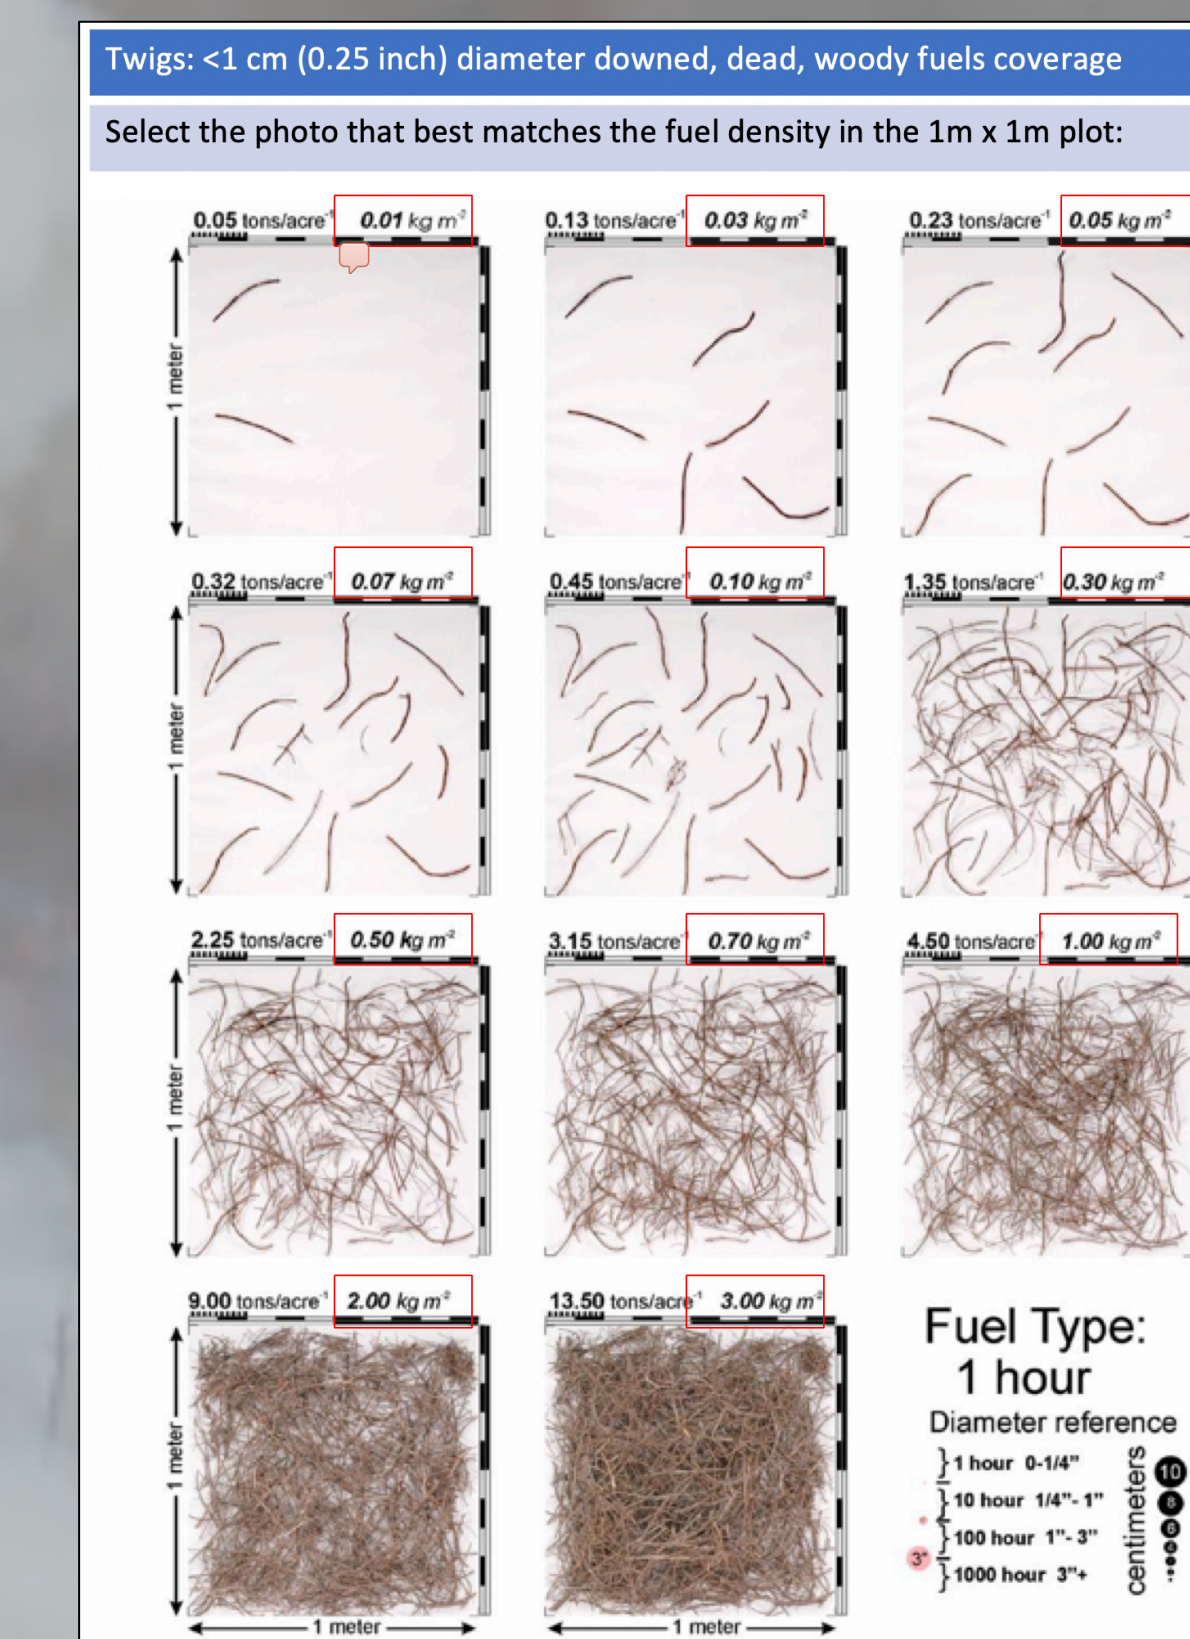 Twigs: <1 cm (0.25 inch) diameter downed, dead, woody fuels coverage
Select the photo that best matches the fuel density in the 1m x 1m plot:
0.05 tons/acre⁻¹ 0.01 kg m⁻²
0.13 tons/acre⁻¹ 0.03 kg m⁻²
0.23 tons/acre⁻¹ 0.05 kg m⁻²
1 meter
0.32 tons/acre⁻¹ 0.07 kg m⁻²
0.45 tons/acre⁻¹ 0.10 kg m⁻²
1.35 tons/acre⁻¹ 0.30 kg m⁻²
1 meter
2.25 tons/acre⁻¹ 0.50 kg m⁻²
3.15 tons/acre⁻¹ 0.70 kg m⁻²
4.50 tons/acre⁻¹ 1.00 kg m⁻²
1 meter
9.00 tons/acre⁻¹ 2.00 kg m⁻²
13.50 tons/acre⁻¹ 3.00 kg m⁻²
1 meter
1 meter
1 meter
Fuel Type:
1 hour
Diameter reference
1 hour 0-1/4"
10 hour 1/4"- 1"
100 hour 1"- 3"
1000 hour 3"+
3"
centimeters
10
8
6